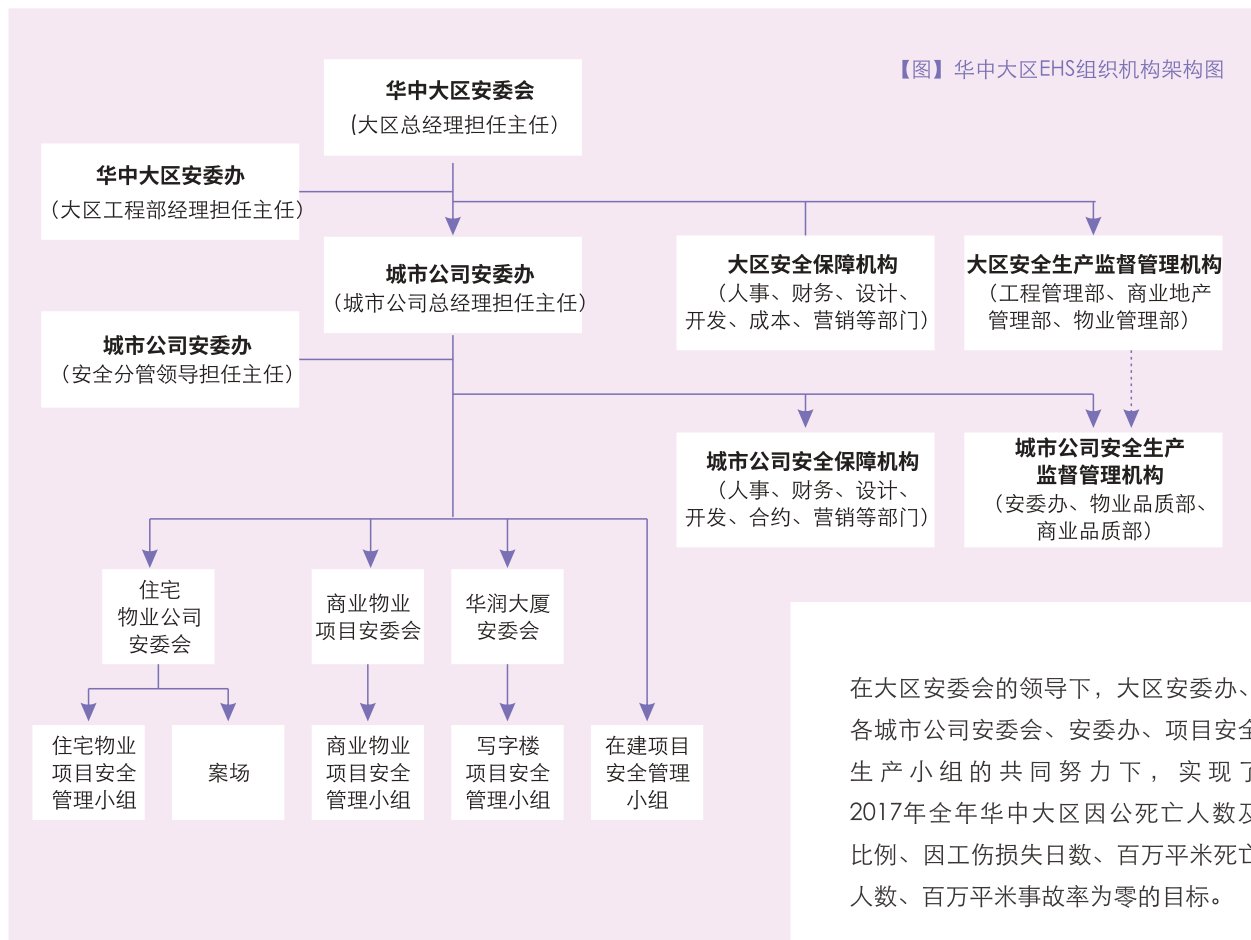 【图】华中大区EHS组织机构架构图
华中大区安委会
(大区总经理担任主任）
华中大区安委办
（大区工程部经理担任主任）
城市公司安委办
（城市公司总经理担任主任）
大区安全保障机构
（人事、财务、设计、
开发、成本、营销等部门）
大区安全生产监督管理机构
（工程管理部、商业地产
管理部、物业管理部）
城市公司安委办
（安全分管领导担任主任）
城市公司安全保障机构
（人事、财务、设计、
开发、合约、营销等部门）
城市公司安全生产
监督管理机构
（安委办、物业品质部、
商业品质部）
住宅
物业公司
安委会
商业物业
项目安委会
华润大厦
安委会
住宅物业
项目安全
管理小组
案场
商业物业
项目安全
管理小组
写字楼
项目安全
管理小组
在建项目
安全管理
小组
在大区安委会的领导下，大区安委办、
各城市公司安委会、安委办、项目安全
生产小组的共同努力下，实现了
2017年全年华中大区因公死亡人数及
比例、因工伤损失日数、百万平米死亡
人数、百万平米事故率为零的目标。